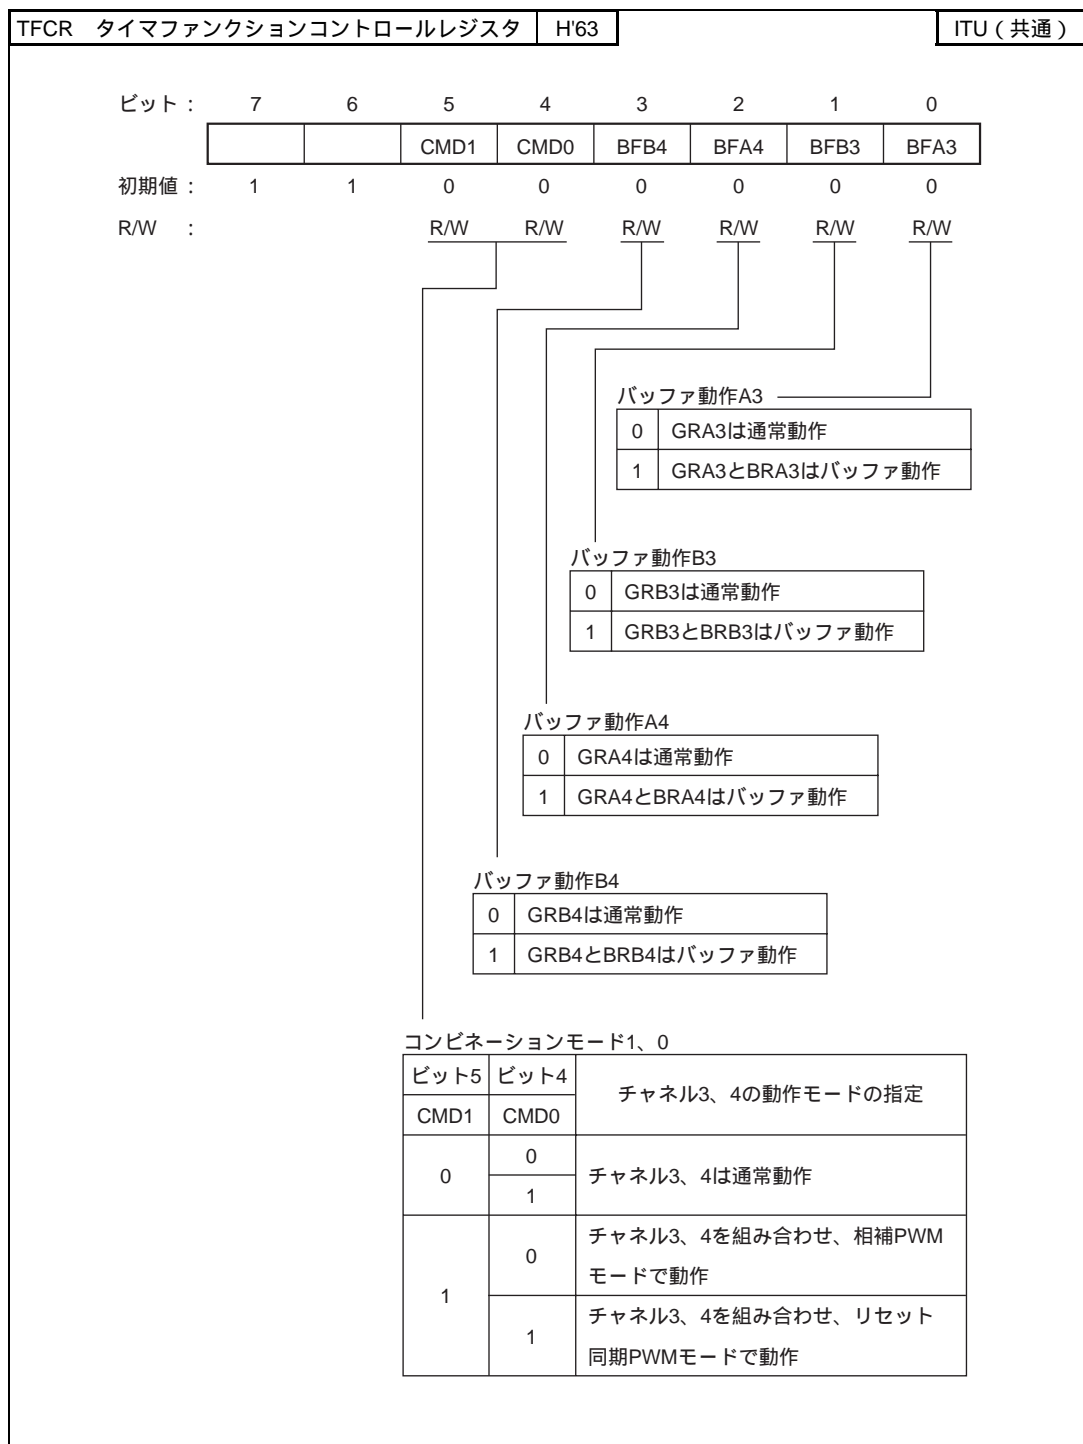 TFCR タイマファンクションコントロールレジスタ H'63 ITU（共通）
ビット： 7 6 5 4 3 2 1 0
CMD1 CMD0 BFB4 BFA4 BFB3 BFA3
初期値： 1 1 0 0 0 0 0 0
R/W ： R/W R/W R/W R/W R/W R/W
バッファ動作A3
0 GRA3は通常動作
1 GRA3とBRA3はバッファ動作
バッファ動作B3
0 GRB3は通常動作
1 GRB3とBRB3はバッファ動作
バッファ動作A4
0 GRA4は通常動作
1 GRA4とBRA4はバッファ動作
バッファ動作B4
0 GRB4は通常動作
1 GRB4とBRB4はバッファ動作
コンビネーションモード1、0
ビット5 ビット4 チャネル3、4の動作モードの指定
CMD1 CMD0
0 0 チャネル3、4は通常動作
1
1 0 チャネル3、4を組み合わせ、相補PWM
モードで動作
1 チャネル3、4を組み合わせ、リセット
同期PWMモードで動作